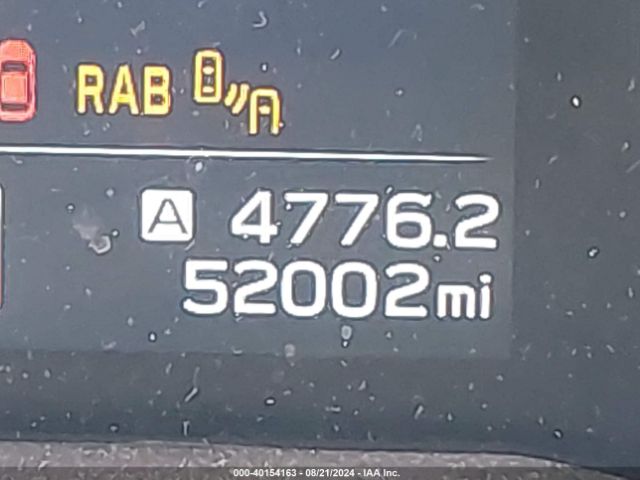 RAB
A 4776.2
52002mi
000-40154163 - 08/21/2024 - IAA Inc.